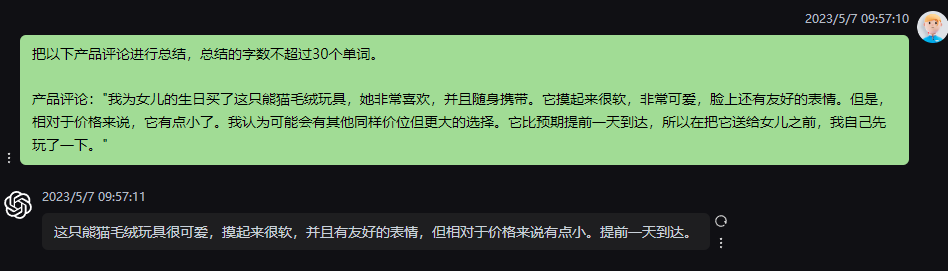 2023/5/7 09:57:10
把以下产品评论进行总结，总结的字数不超过30个单词。
产品评论："我为女儿的生日买了这只熊猫毛绒玩具，她非常喜欢，并且随身携带。它摸起来很软，非常可爱，脸上还有友好的表情。但是，
相对于价格来说，它有点小了。我认为可能会有其他同样价位但更大的选择。它比预期提前一天到达，所以在把它送给女儿之前，我自己先
玩了一下。"
2023/5/7 09:57:11
这只熊猫毛绒玩具很可爱，摸起来很软，并且有友好的表情，但相对于价格来说有点小。提前一天到达。